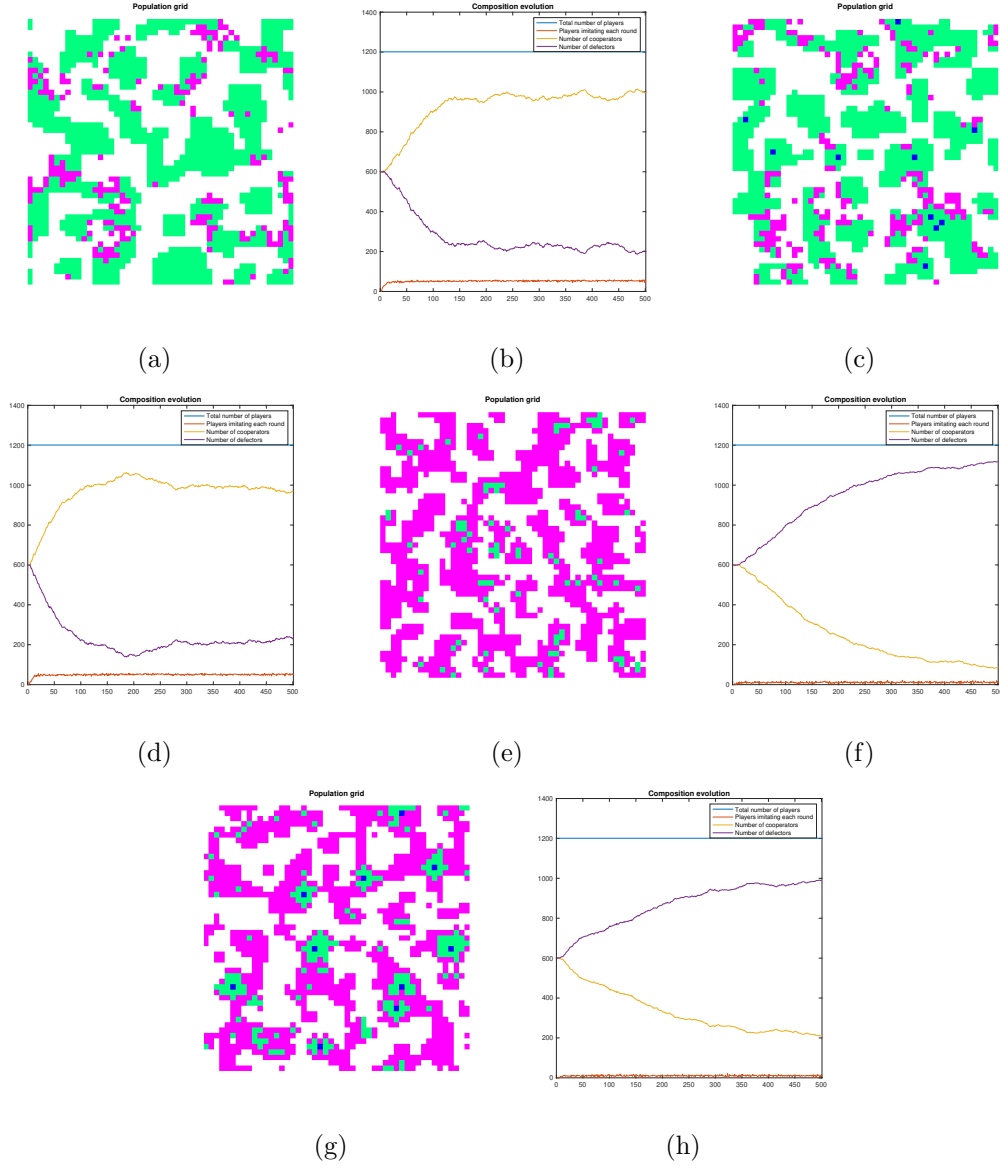 Population grid
Composition evolution
Population grid
1400
1200
1000
800
600
400
200
0
0 50 100 150 200 250 300 350 400 450 500
Total number of players
Players imitating each round
Number of cooperators
Number of defectors
(a)
(b)
(c)
Composition evolution
Population grid
Composition evolution
1400
1200
1000
800
600
400
200
0
0 50 100 150 200 250 300 350 400 450 500
Total number of players
Players imitating each round
Number of cooperators
Number of defectors
1400
1200
1000
800
600
400
200
0
0 50 100 150 200 250 300 350 400 450 500
Total number of players
Players imitating each round
Number of cooperators
Number of defectors
(d)
(e)
(f)
Population grid
Composition evolution
1400
1200
1000
800
600
400
200
0
0 50 100 150 200 250 300 350 400 450 500
Total number of players
Players imitating each round
Number of cooperators
Number of defectors
(g)
(h)